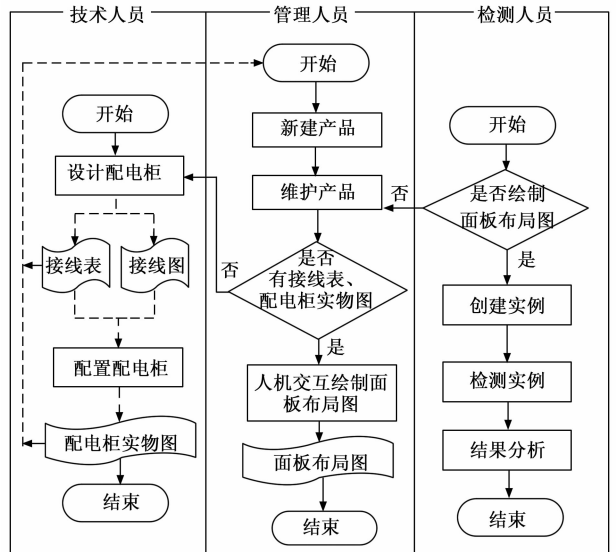 技术人员
管理人员
检测人员
开始
设计配电柜
接线表
接线图
配置配电柜
配电柜实物图
结束
开始
新建产品
维护产品
是否
有接线表、
配电柜实物图
否
是
人机交互绘制面
板布局图
面板布局图
结束
开始
是否绘制
面板布局图
否
是
创建实例
检测实例
结果分析
结束